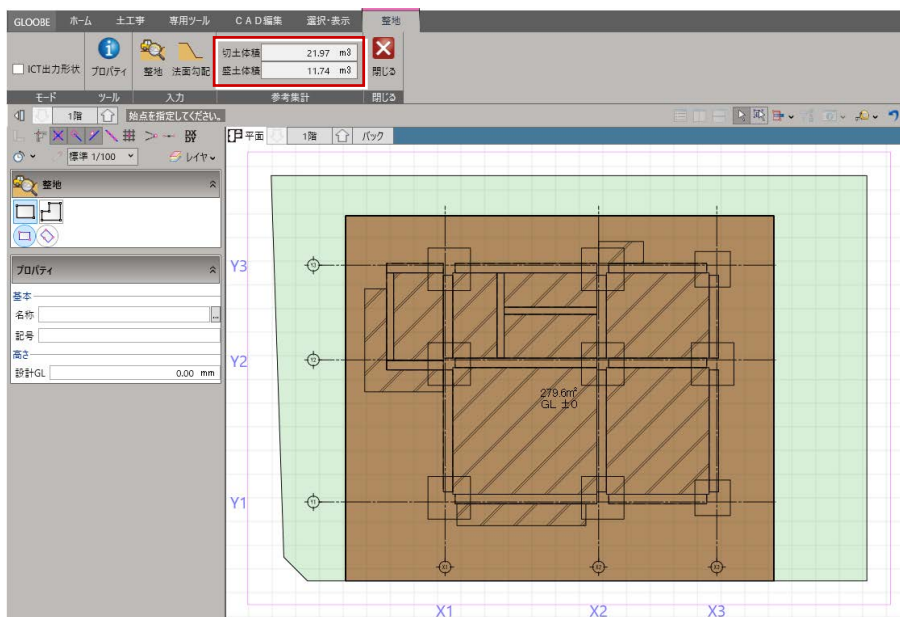 GLOOBE ホーム 土工事 専用ツール CAD編集 選択・表示 整地
切土体積 21.97 m3
ICT出力形状 プロパティ 整地 法面勾配 盛土体積 11.74 m3 閉じる
モード ツール 入力 参考集計 閉じる
1階 始点を指定してください。
平面 1階 バック
標準 1/100 レイヤ
整地
プロパティ
基本
名称
記号
高さ
設計GL 0.00 mm
Y3 Y3
Y2 Y2
279.6㎡
GL ±0
Y1 Y1
X1 X2 X3
X1 X2 X3